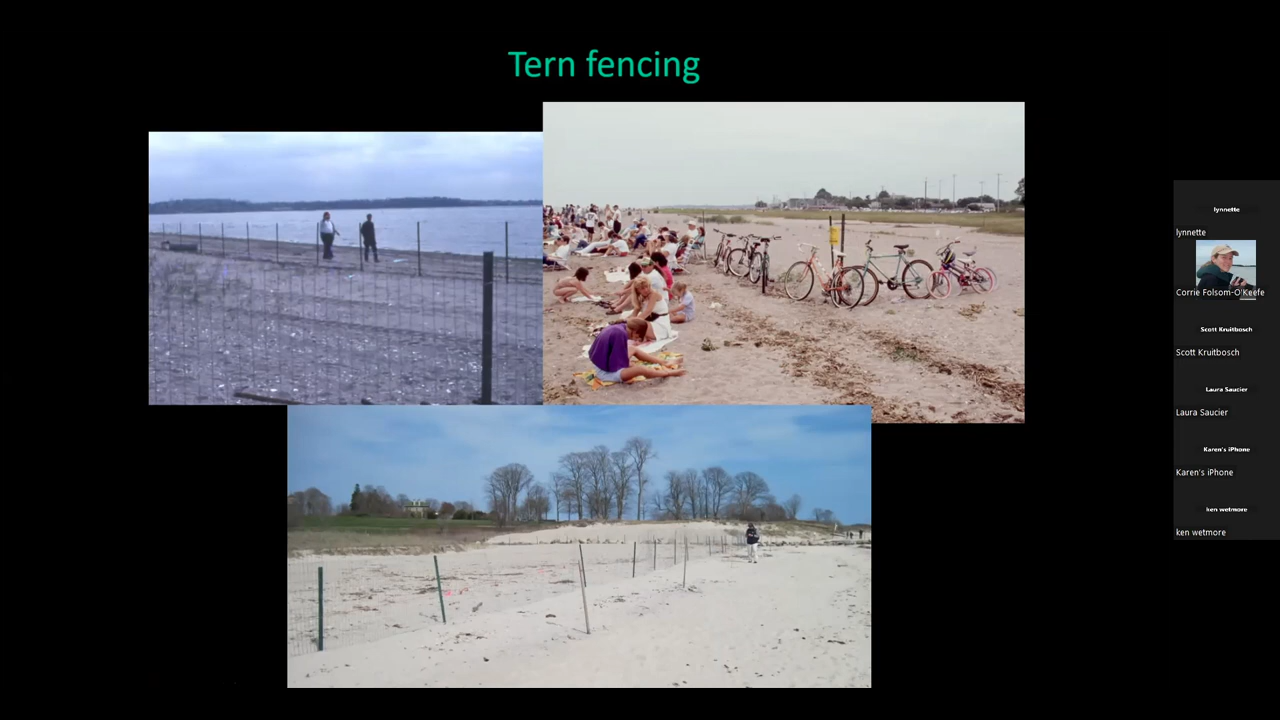 Tern fencing
lynnette
lynnette
Corrie Folsom-O'Keefe
Scott Kruitbosch
Scott Kruitbosch
Laura Saucier
Laura Saucier
Karen's iPhone
Karen's iPhone
ken wetmore
ken wetmore